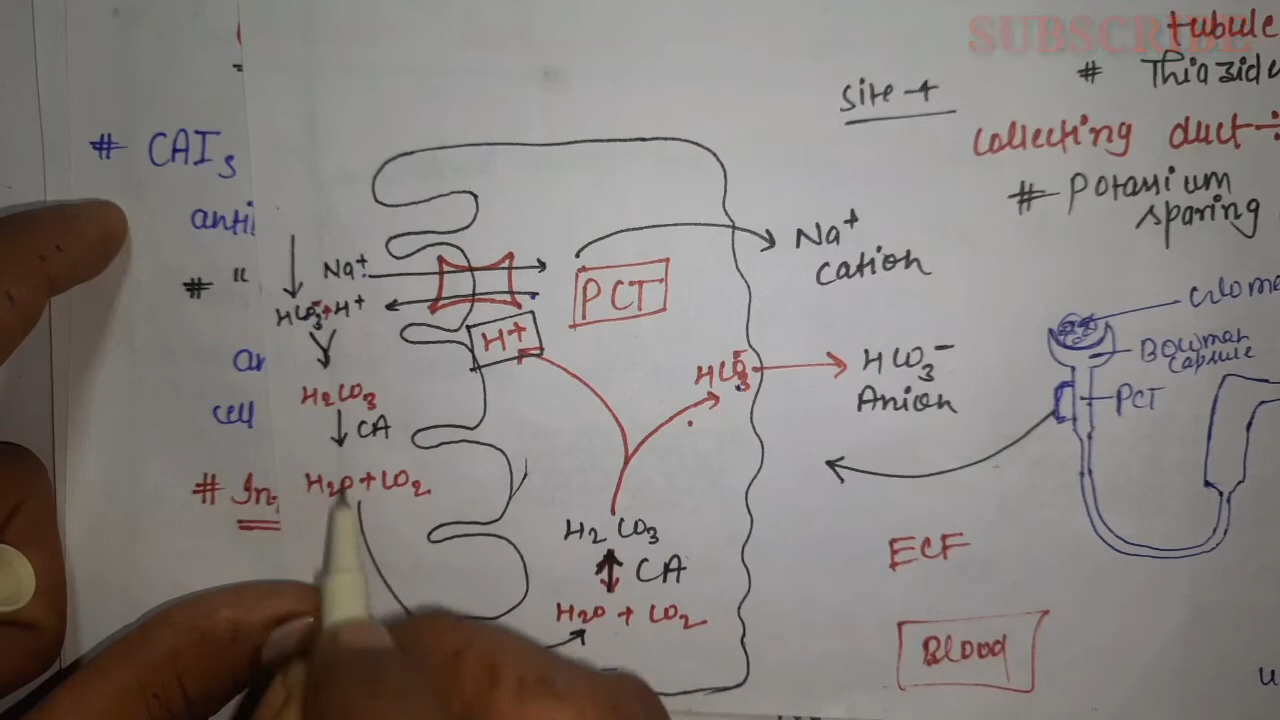 SUBSCRIBE
tubule
# Thiazide
Site-4
Collecting duct÷
# Potassium
sparing
# CAIs
anti
# "
an
cell
# In
Na+
HCO3-+H+
H2CO3
CA
H2O+CO2
PCT
H+
HCO3-
H2CO3
CA
H2O + CO2
Na+
cation
HCO3-
Anion
ECF
Blood
Glome
Bowman
Capsule
PCT